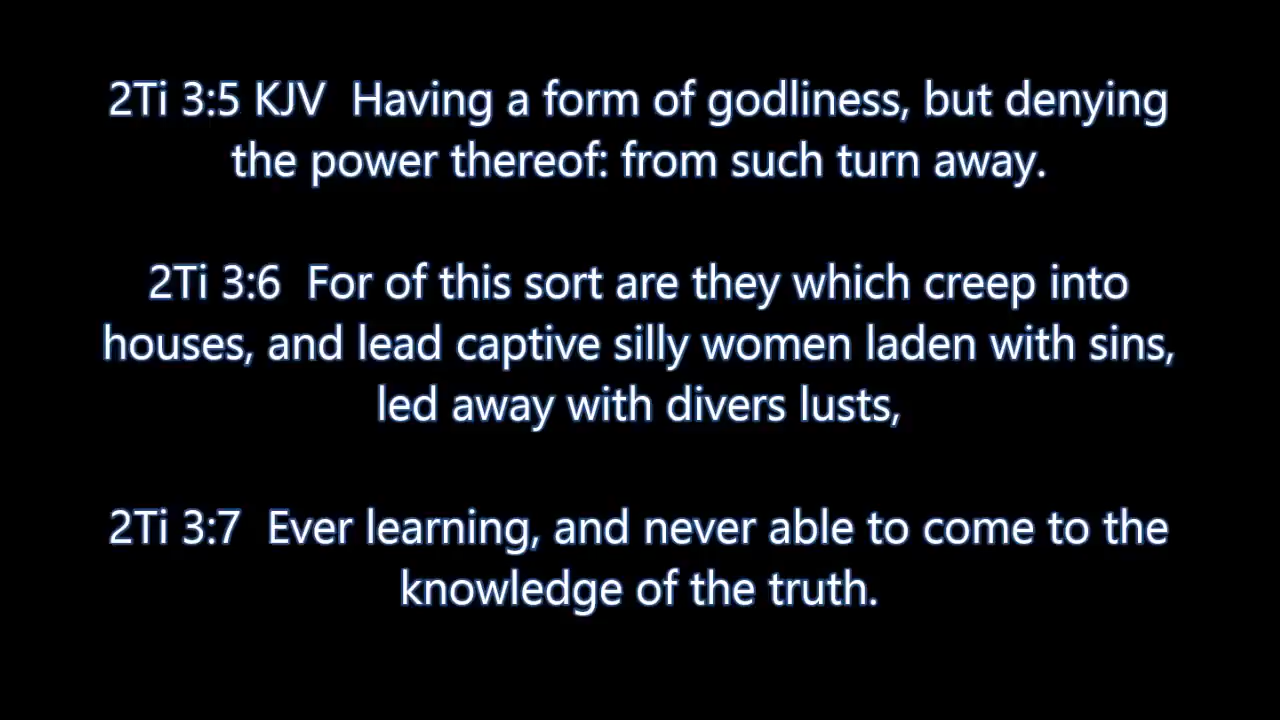 2Ti 3:5 KJV  Having a form of godliness, but denying
the power thereof: from such turn away.
2Ti 3:6  For of this sort are they which creep into
houses, and lead captive silly women laden with sins,
led away with divers lusts,
2Ti 3:7  Ever learning, and never able to come to the
knowledge of the truth.